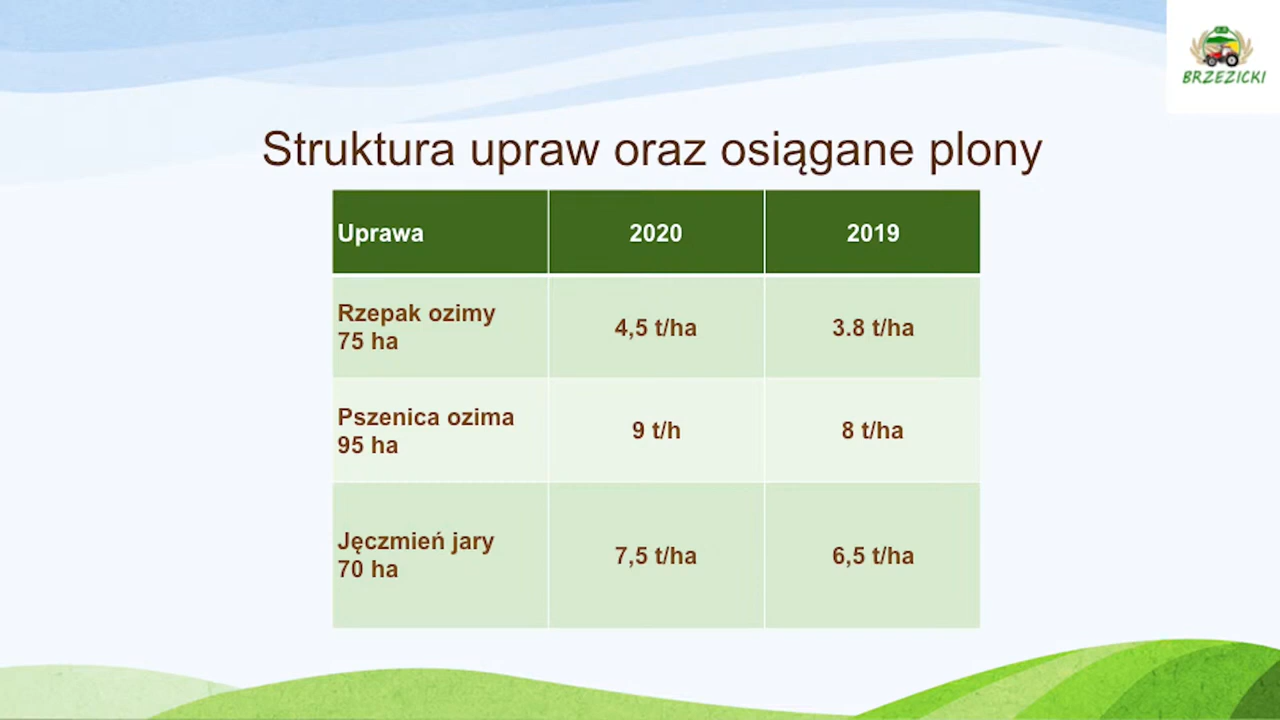 BRZEZICKI
Struktura upraw oraz osiągane plony
Uprawa 2020 2019
Rzepak ozimy
75 ha
4,5 t/ha 3.8 t/ha
Pszenica ozima
95 ha
9 t/h 8 t/ha
Jęczmień jary
70 ha
7,5 t/ha 6,5 t/ha